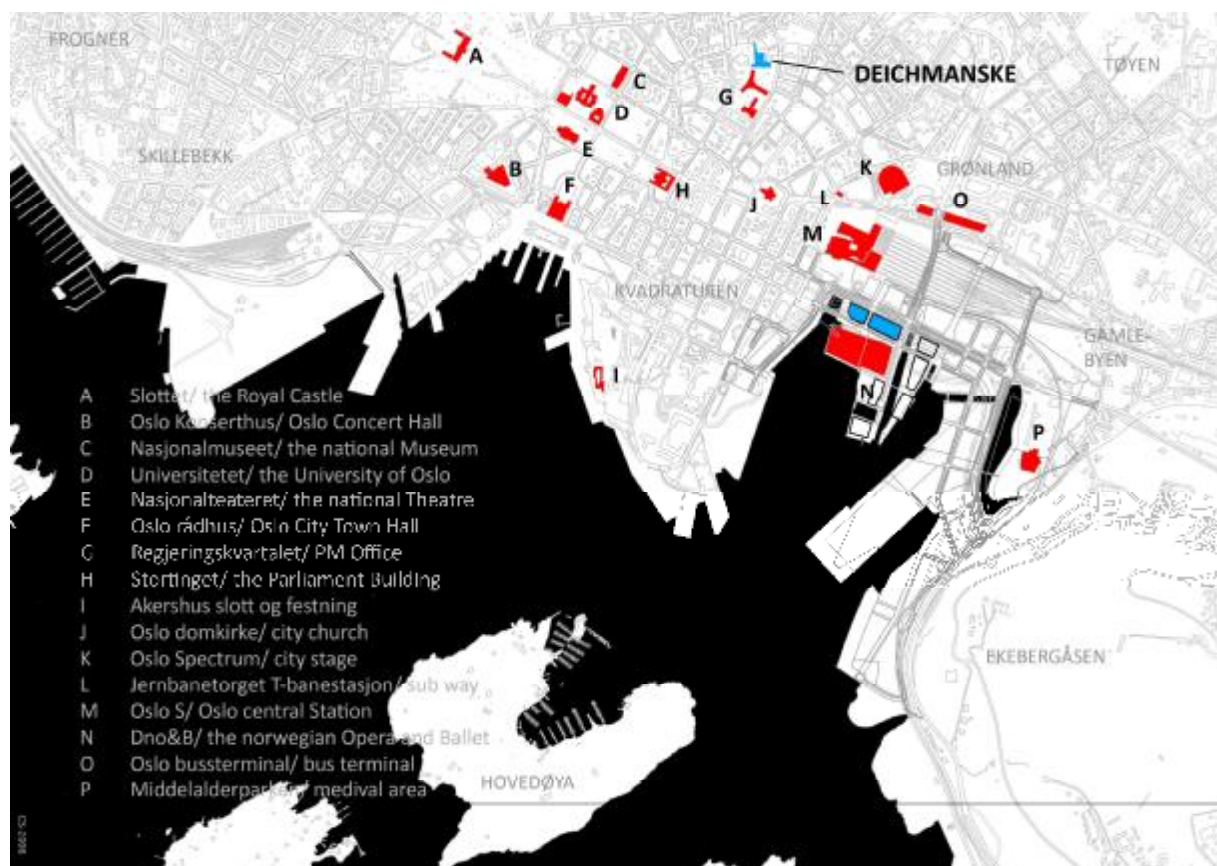 FROGNER
A
C
G
DEICHMANSKE
TØYEN
D
E
SKILLEBEKK
B
F
H
J
K
GRØNLAND
L
O
M
KVADRATUREN
GAMLE-
BYEN
I
N
P
EKEBERGÅSEN
HOVEDØYA
A Slottet/ the Royal Castle
B Oslo Konserthus/ Oslo Concert Hall
C Nasjonalmuseet/ the national Museum
D Universitetet/ the University of Oslo
E Nasjonalteateret/ the national Theatre
F Oslo rådhus/ Oslo City Town Hall
G Regjeringskvartalet/ PM Office
H Stortinget/ the Parliament Building
I Akershus slott og festning
J Oslo domkirke/ city church
K Oslo Spectrum/ city stage
L Jernbanetorget T-banestasjon/ sub way
M Oslo S/ Oslo central Station
N Dno&B/ the norwegian Opera and Ballet
O Oslo bussterminal/ bus terminal
P Middelalderparken/ medival area